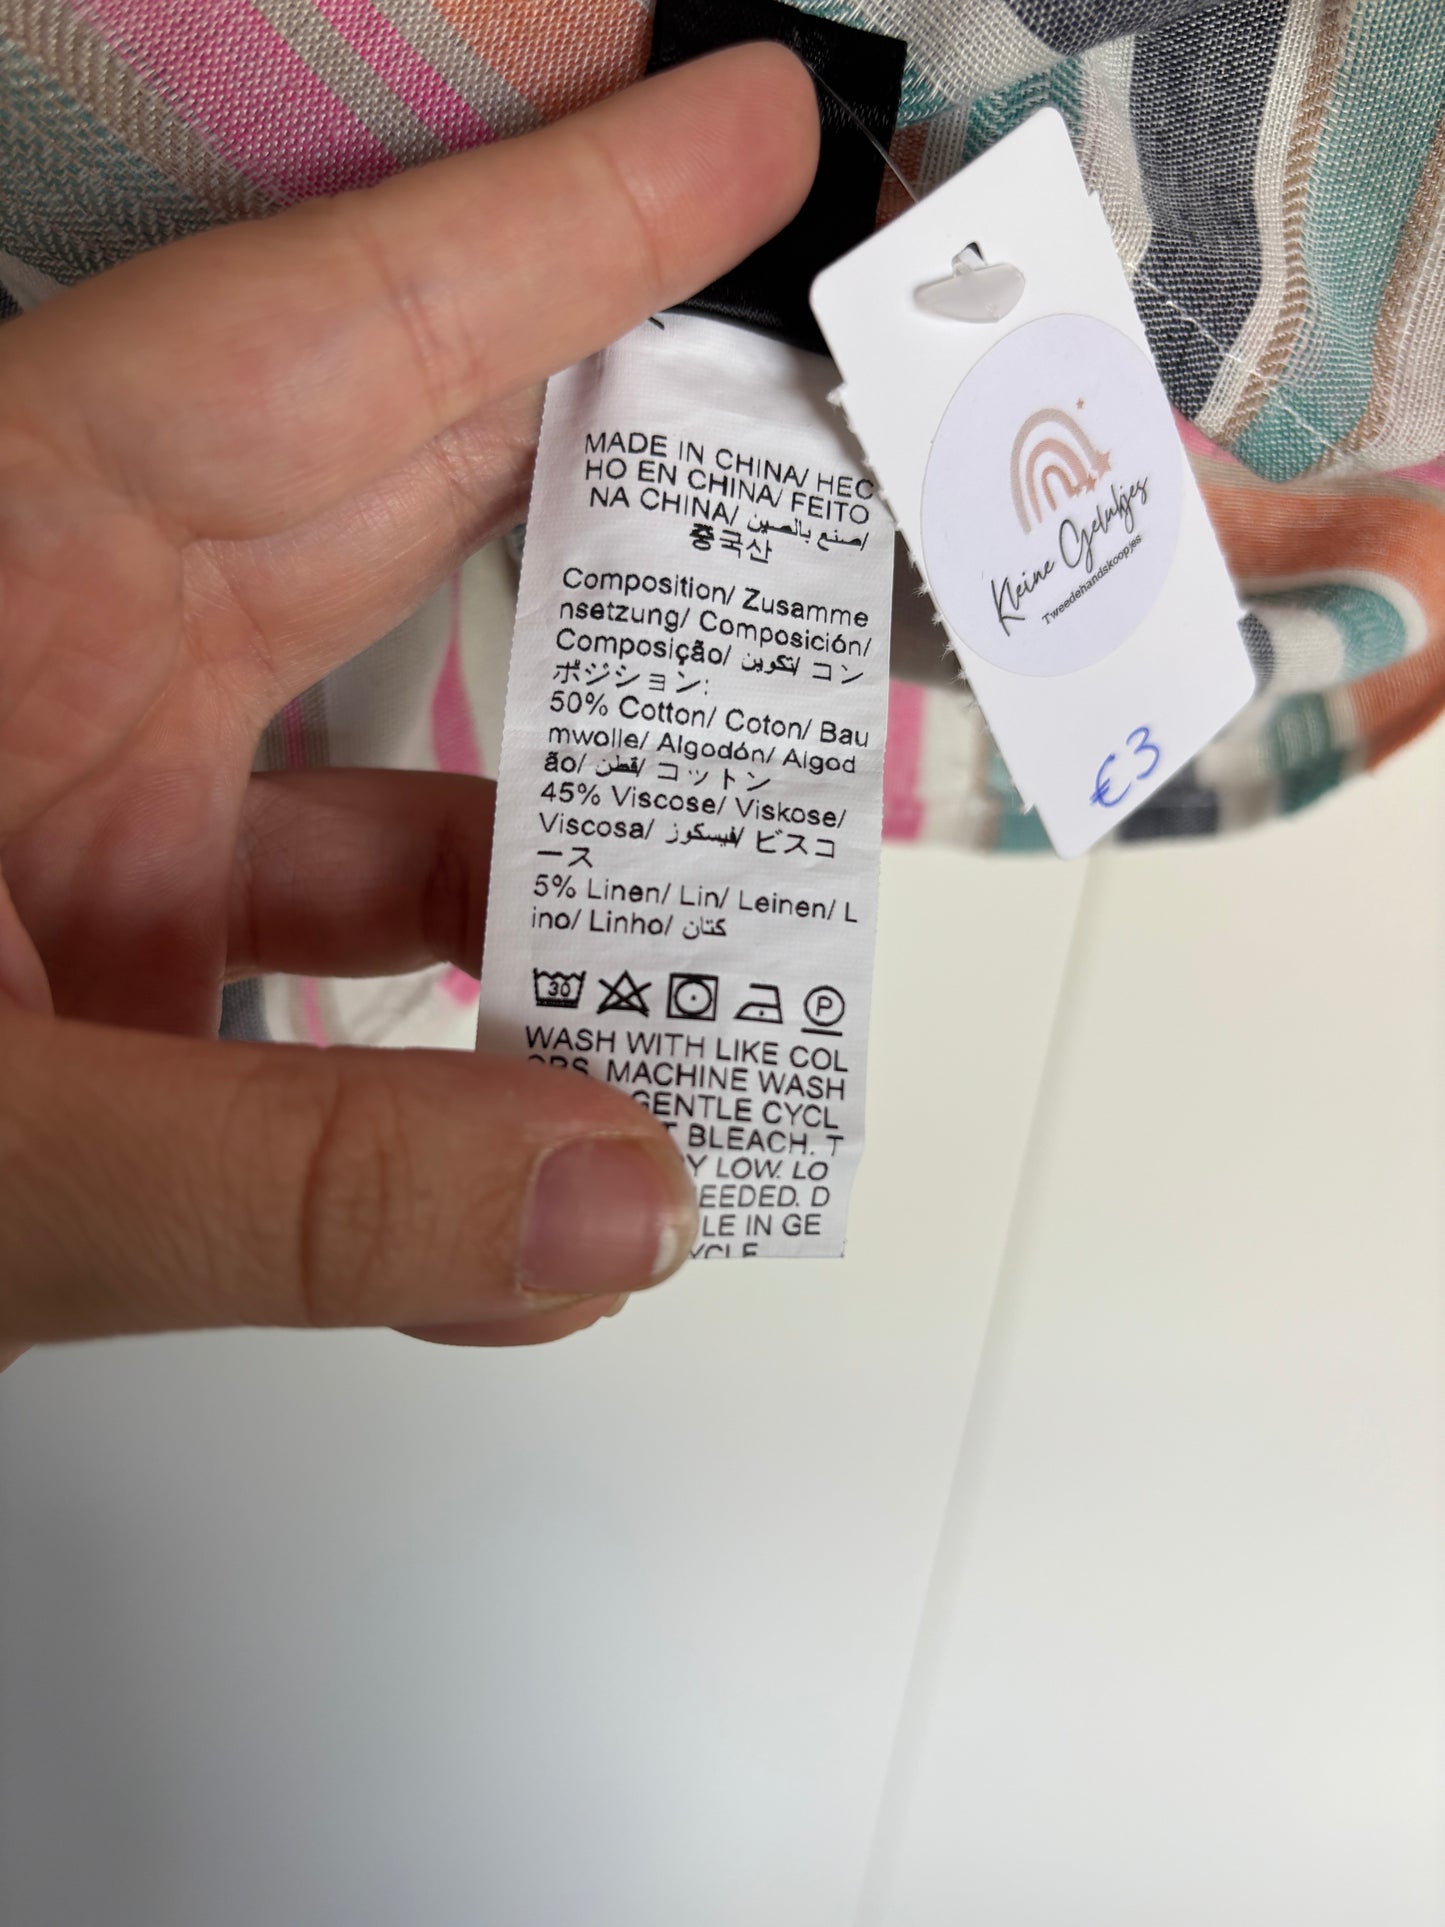 MADE IN CHINA/ HEC
HO EN CHINA/ FEITO
NA CHINA/ صنع بالصين/
중국산
Composition/ Zusamme
nsetzung/ Composición/
Composição/ تكوين/ コン
ポジション:
50% Cotton/ Coton/ Bau
mwolle/ Algodón/ Algod
ão/ قطن/ コットン
45% Viscose/ Viskose/
Viscosa/ فيسكوز/ ビスコ
ース
5% Linen/ Lin/ Leinen/ L
ino/ Linho/ كتان
30 P
WASH WITH LIKE COL
ORS. MACHINE WASH
GENTLE CYCL
BLEACH. T
Y LOW. LO
EEDED. D
LE IN GE
YCLE
Kleine Gelukjes
Tweedehandskoopjes
€3